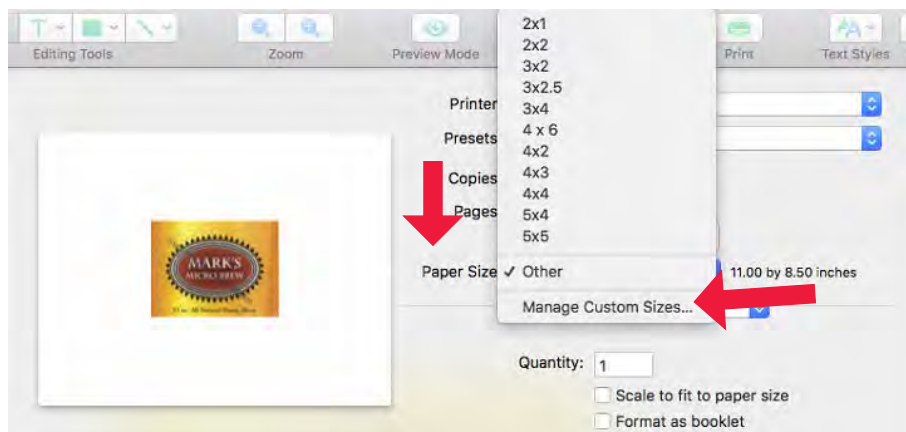 Editing Tools
Zoom
Preview Mode
Print
Text Styles
Printer
Presets
Copies
Pages
Paper Size
2x1
2x2
3x2
3x2.5
3x4
4 x 6
4x2
4x3
4x4
5x4
5x5
✓ Other
Manage Custom Sizes...
11.00 by 8.50 inches
Quantity: 1
Scale to fit to paper size
Format as booklet
MARK'S
MICRO BREW